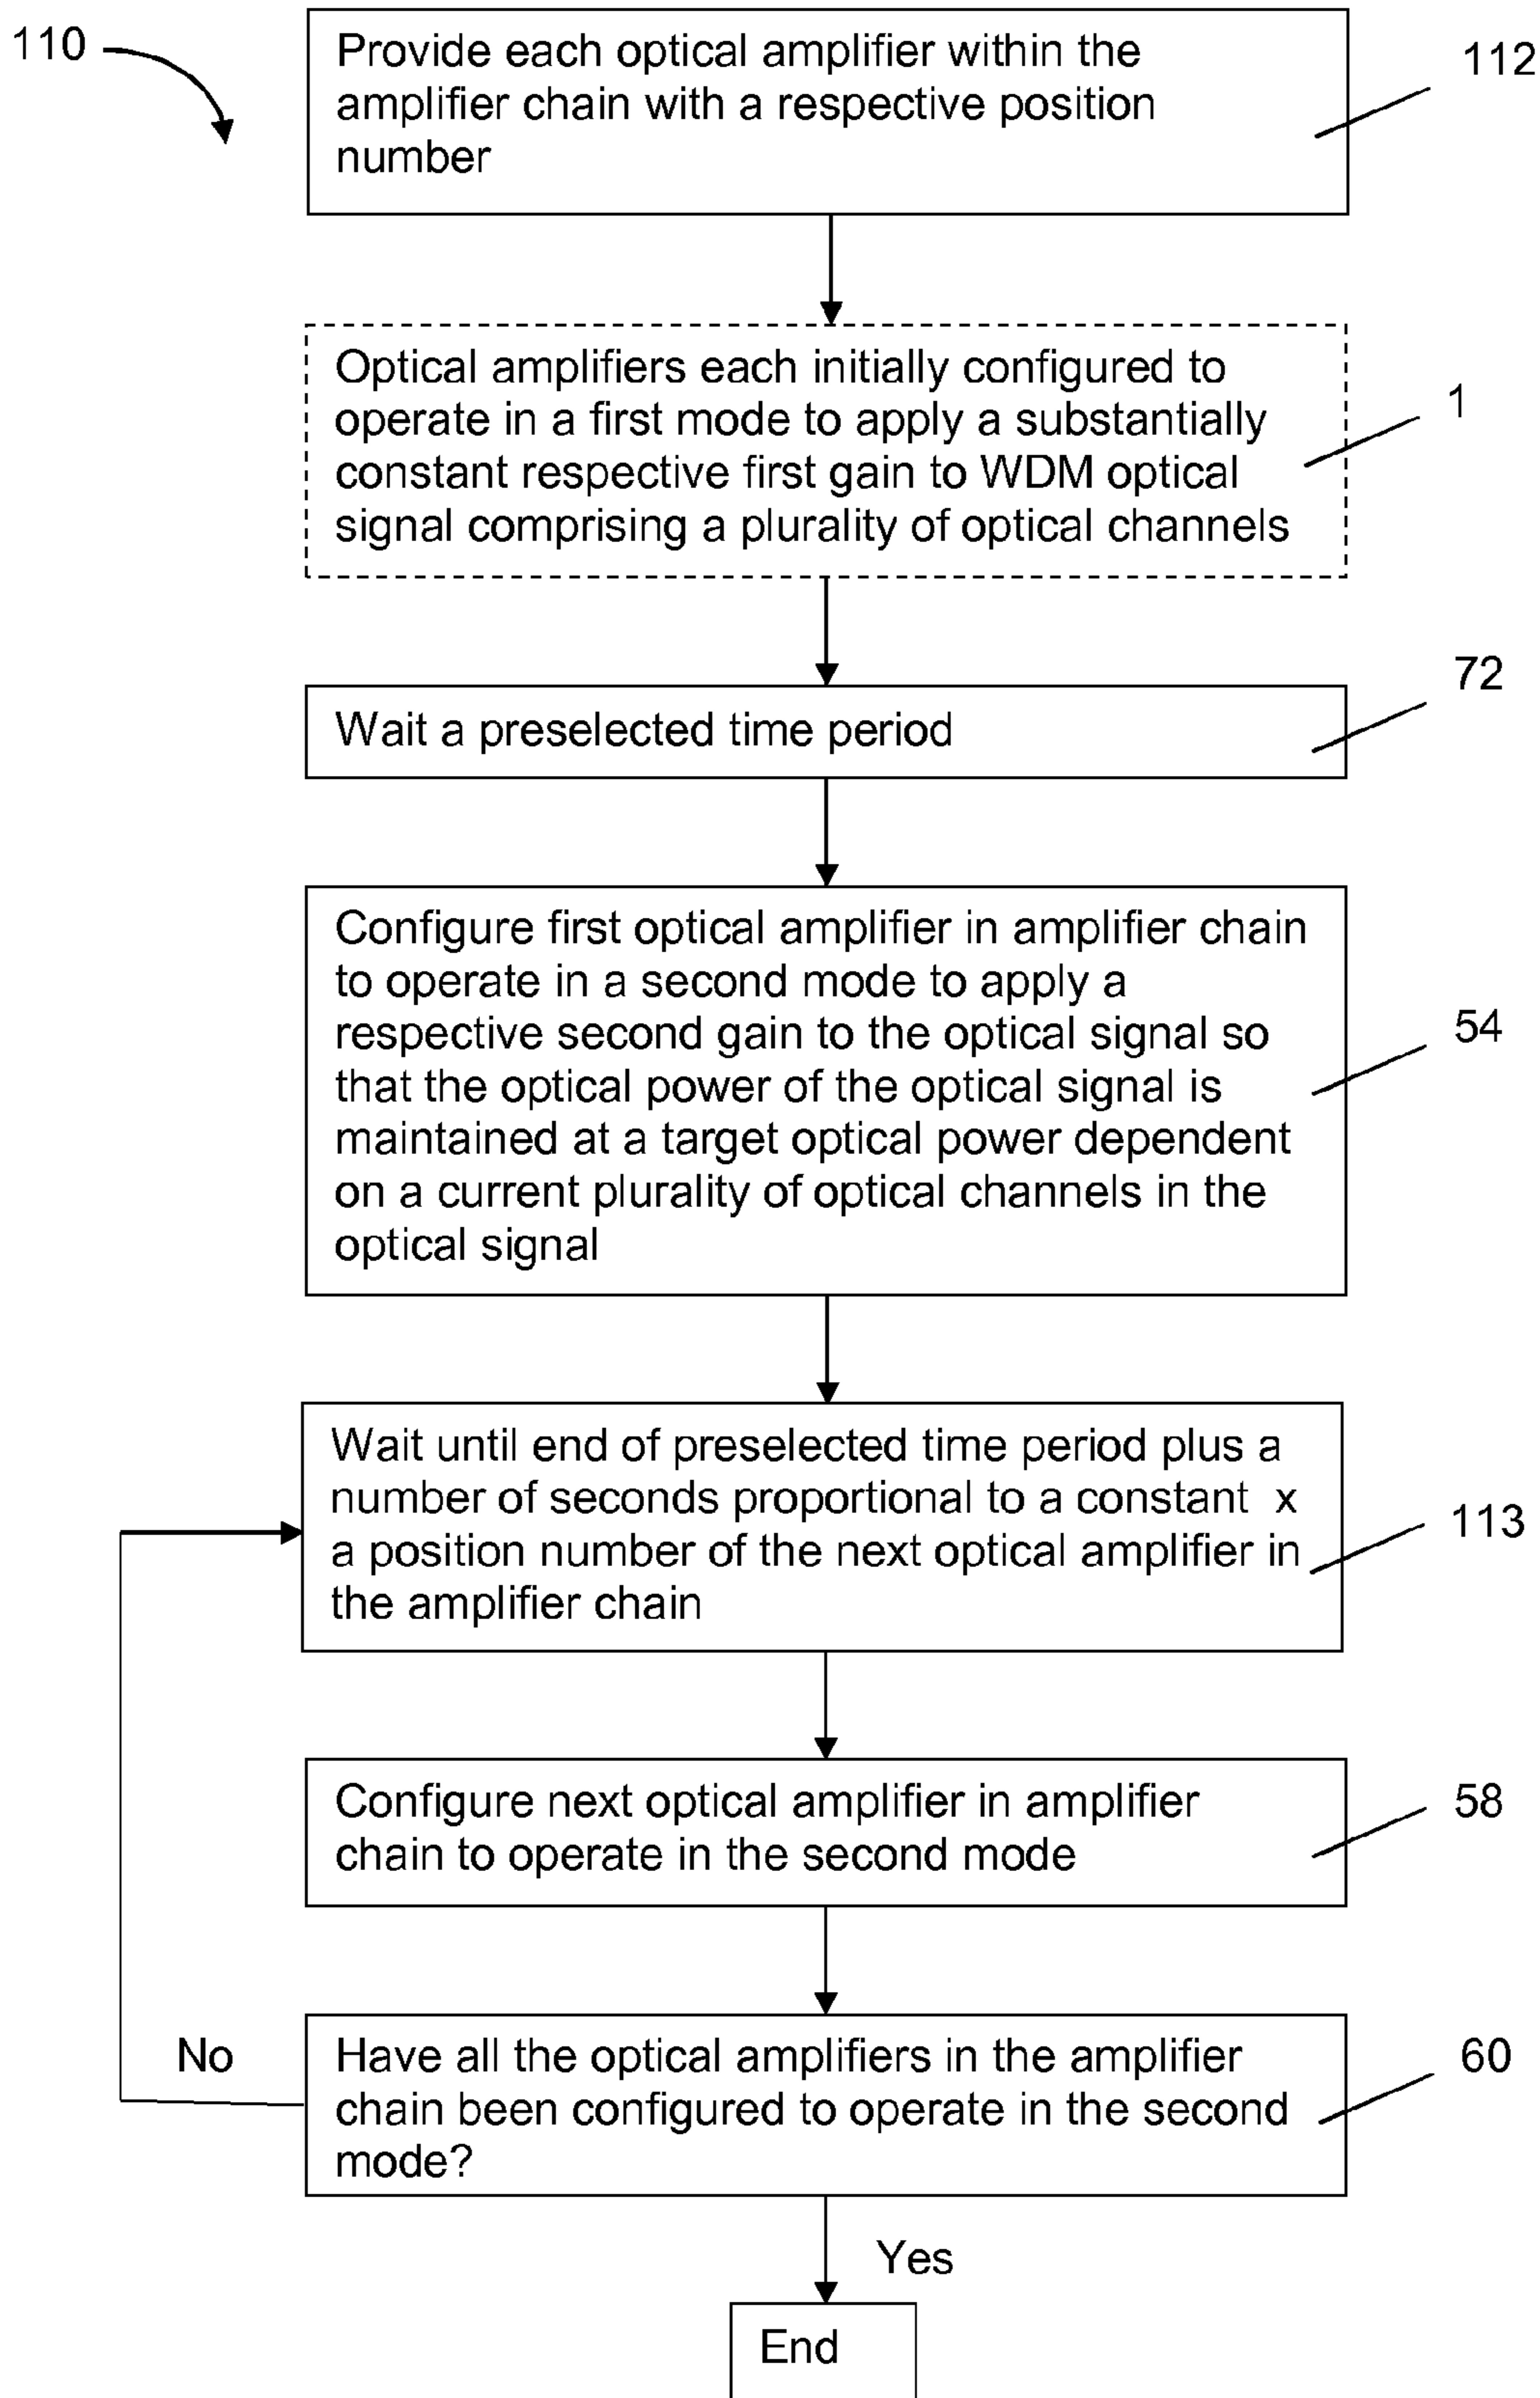 110
Provide each optical amplifier within the
amplifier chain with a respective position
number
112
Optical amplifiers each initially configured to
operate in a first mode to apply a substantially
constant respective first gain to WDM optical
signal comprising a plurality of optical channels
1
Wait a preselected time period
72
Configure first optical amplifier in amplifier chain
to operate in a second mode to apply a
respective second gain to the optical signal so
that the optical power of the optical signal is
maintained at a target optical power dependent
on a current plurality of optical channels in the
optical signal
54
Wait until end of preselected time period plus a
number of seconds proportional to a constant x
a position number of the next optical amplifier in
the amplifier chain
113
Configure next optical amplifier in amplifier
chain to operate in the second mode
58
Have all the optical amplifiers in the amplifier
chain been configured to operate in the second
mode?
60
No
Yes
End